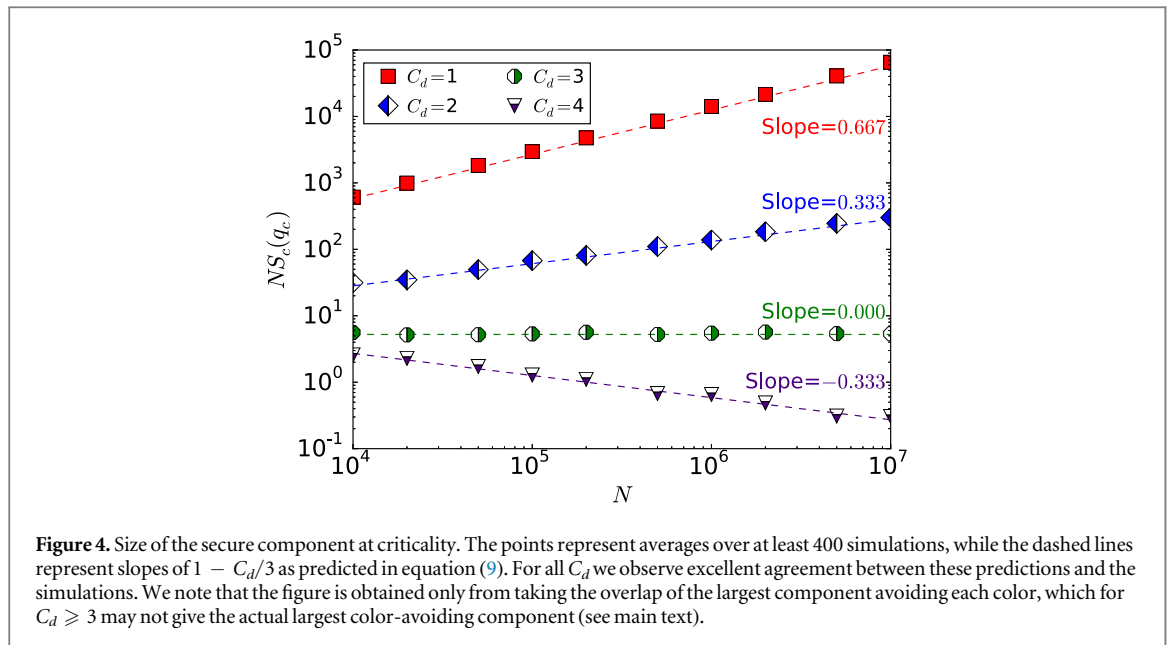 10^5
10^4
10^3
10^2
10^1
10^0
10^-1
NS_c(q_c)
C_d=1
C_d=3
C_d=2
C_d=4
Slope=0.667
Slope=0.333
Slope=0.000
Slope=−0.333
10^4
10^5
10^6
10^7
N
Figure 4. Size of the secure component at criticality. The points represent averages over at least 400 simulations, while the dashed lines
represent slopes of 1 − C_d/3 as predicted in equation (9). For all C_d we observe excellent agreement between these predictions and the
simulations. We note that the figure is obtained only from taking the overlap of the largest component avoiding each color, which for
C_d ⩾ 3 may not give the actual largest color-avoiding component (see main text).